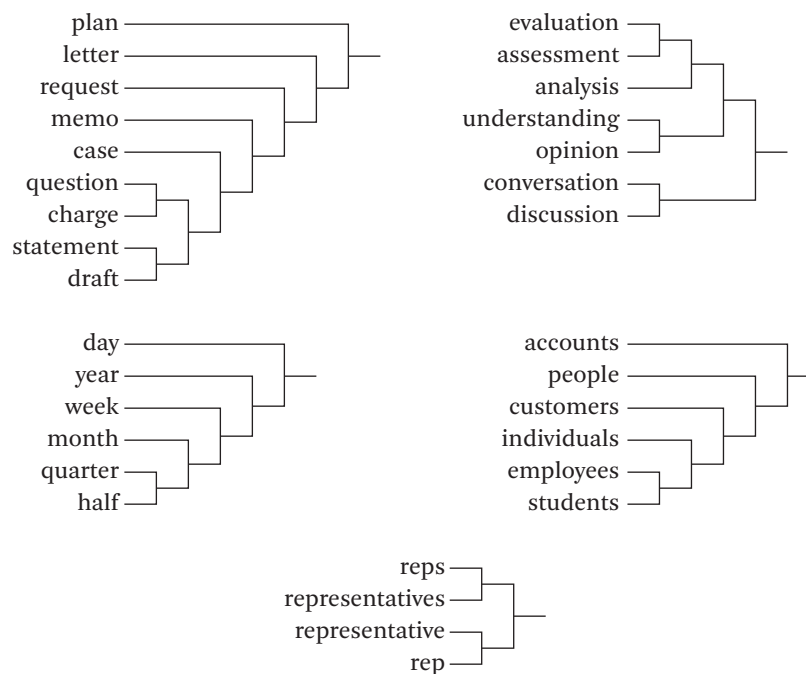 plan
letter
request
memo
case
question
charge
statement
draft
evaluation
assessment
analysis
understanding
opinion
conversation
discussion
day
year
week
month
quarter
half
accounts
people
customers
individuals
employees
students
reps
representatives
representative
rep